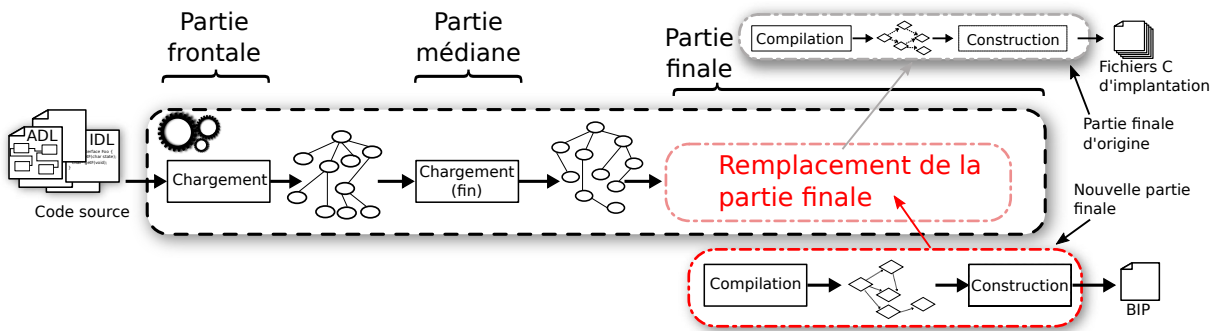 Partie
frontale
Partie
médiane
Partie
finale
Compilation
Construction
Fichiers C
d'implantation
Partie finale
d'origine
ADL
IDL
Code source
Chargement
Chargement
(fin)
Remplacement de la
partie finale
Nouvelle partie
finale
Compilation
Construction
BIP